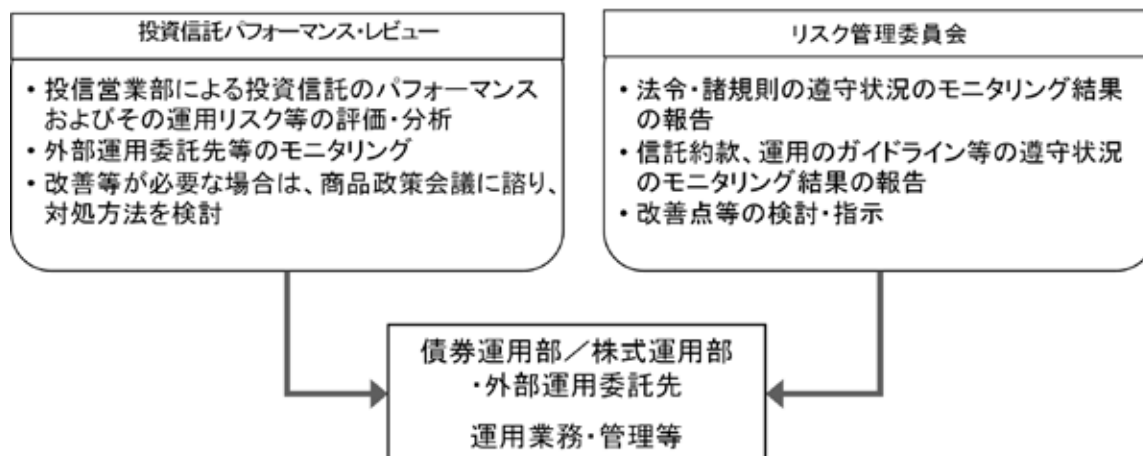 投資信託パフォーマンス・レビュー
・投信営業部による投資信託のパフォーマンス
およびその運用リスク等の評価・分析
・外部運用委託先等のモニタリング
・改善等が必要な場合は、商品政策会議に諮り、
対処方法を検討
リスク管理委員会
・法令・諸規則の遵守状況のモニタリング結果
の報告
・信託約款、運用のガイドライン等の遵守状況
のモニタリング結果の報告
・改善点等の検討・指示
債券運用部／株式運用部
・外部運用委託先
運用業務・管理等